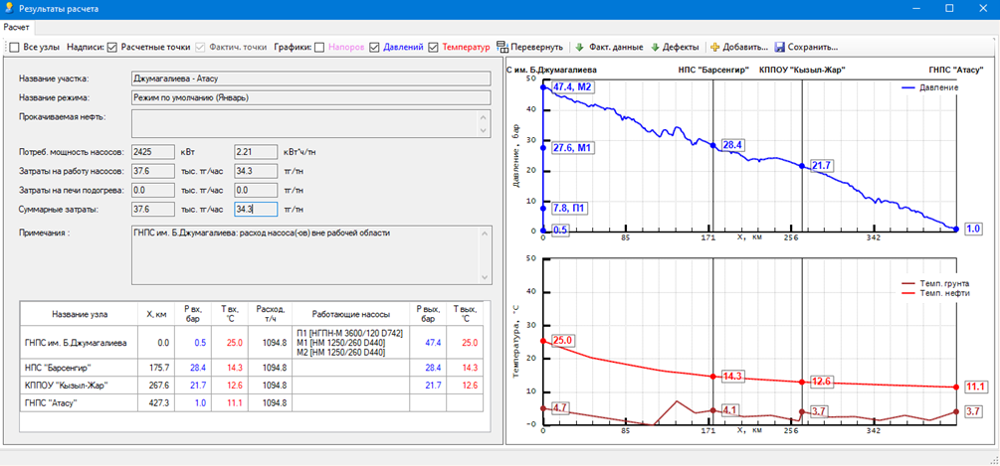 Результаты расчета
Расчет
Все узлы Надписи: Расчетные точки Фактич. точки Графики: Напоров Давлений Температур Перевернуть Факт. данные Дефекты Добавить... Сохранить...
Название участка: Джумагалиева - Атасу
Название режима: Режим по умолчанию (Январь)
Прокачиваемая нефть:
Потреб. мощность насосов: 2425 кВт 2.21 кВт*ч/тн
Затраты на работу насосов: 37.6 тыс. тг/час 34.3 тг/тн
Затраты на печи подогрева: 0.0 тыс. тг/час 0.0 тг/тн
Суммарные затраты: 37.6 тыс. тг/час 34.3 тг/тн
Примечания : ГНПС им. Б.Джумагалиева: расход насоса(-ов) вне рабочей области
Название узла X, км P вх, бар T вх, °C Расход, т/ч Работающие насосы P вых, бар T вых, °C
ГНПС им. Б.Джумагалиева 0.0 0.5 25.0 1094.8 П1 [НГПН-М 3600/120 D742] 47.4 25.0
М1 [НМ 1250/260 D440]
М2 [НМ 1250/260 D440]
НПС "Барсенгир" 175.7 28.4 14.3 1094.8 28.4 14.3
КППОУ "Кызыл-Жар" 267.6 21.7 12.6 1094.8 21.7 12.6
ГНПС "Атасу" 427.3 1.0 11.1 1094.8
С им. Б.Джумагалиева НПС "Барсенгир" КППОУ "Кызыл-Жар" ГНПС "Атасу"
Давление, бар
50
40
30
20
10
0
47.4, М2
27.6, М1
7.8, П1
0.5
28.4
21.7
1.0
Давление
0 85 171 X, км 256 342
Температура, °C
50
40
30
20
10
-0
25.0
14.3
12.6
11.1
4.7
4.1
3.7
3.7
Темп. грунта
Темп. нефти
0 85 171 X, км 256 342